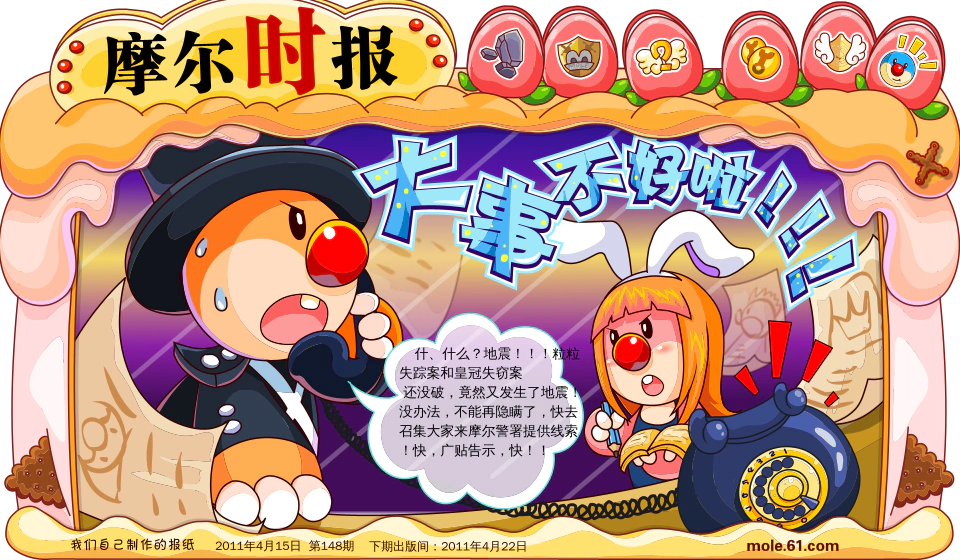 摩尔时报
大事不好啦！！！
什、什么？地震！！！粒粒
失踪案和皇冠失窃案
还没破，竟然又发生了地震！
没办法，不能再隐瞒了，快去
召集大家来摩尔警署提供线索
！快，广贴告示，快！！
我们自己制作的报纸 2011年4月15日 第148期 下期出版间：2011年4月22日 mole.61.com